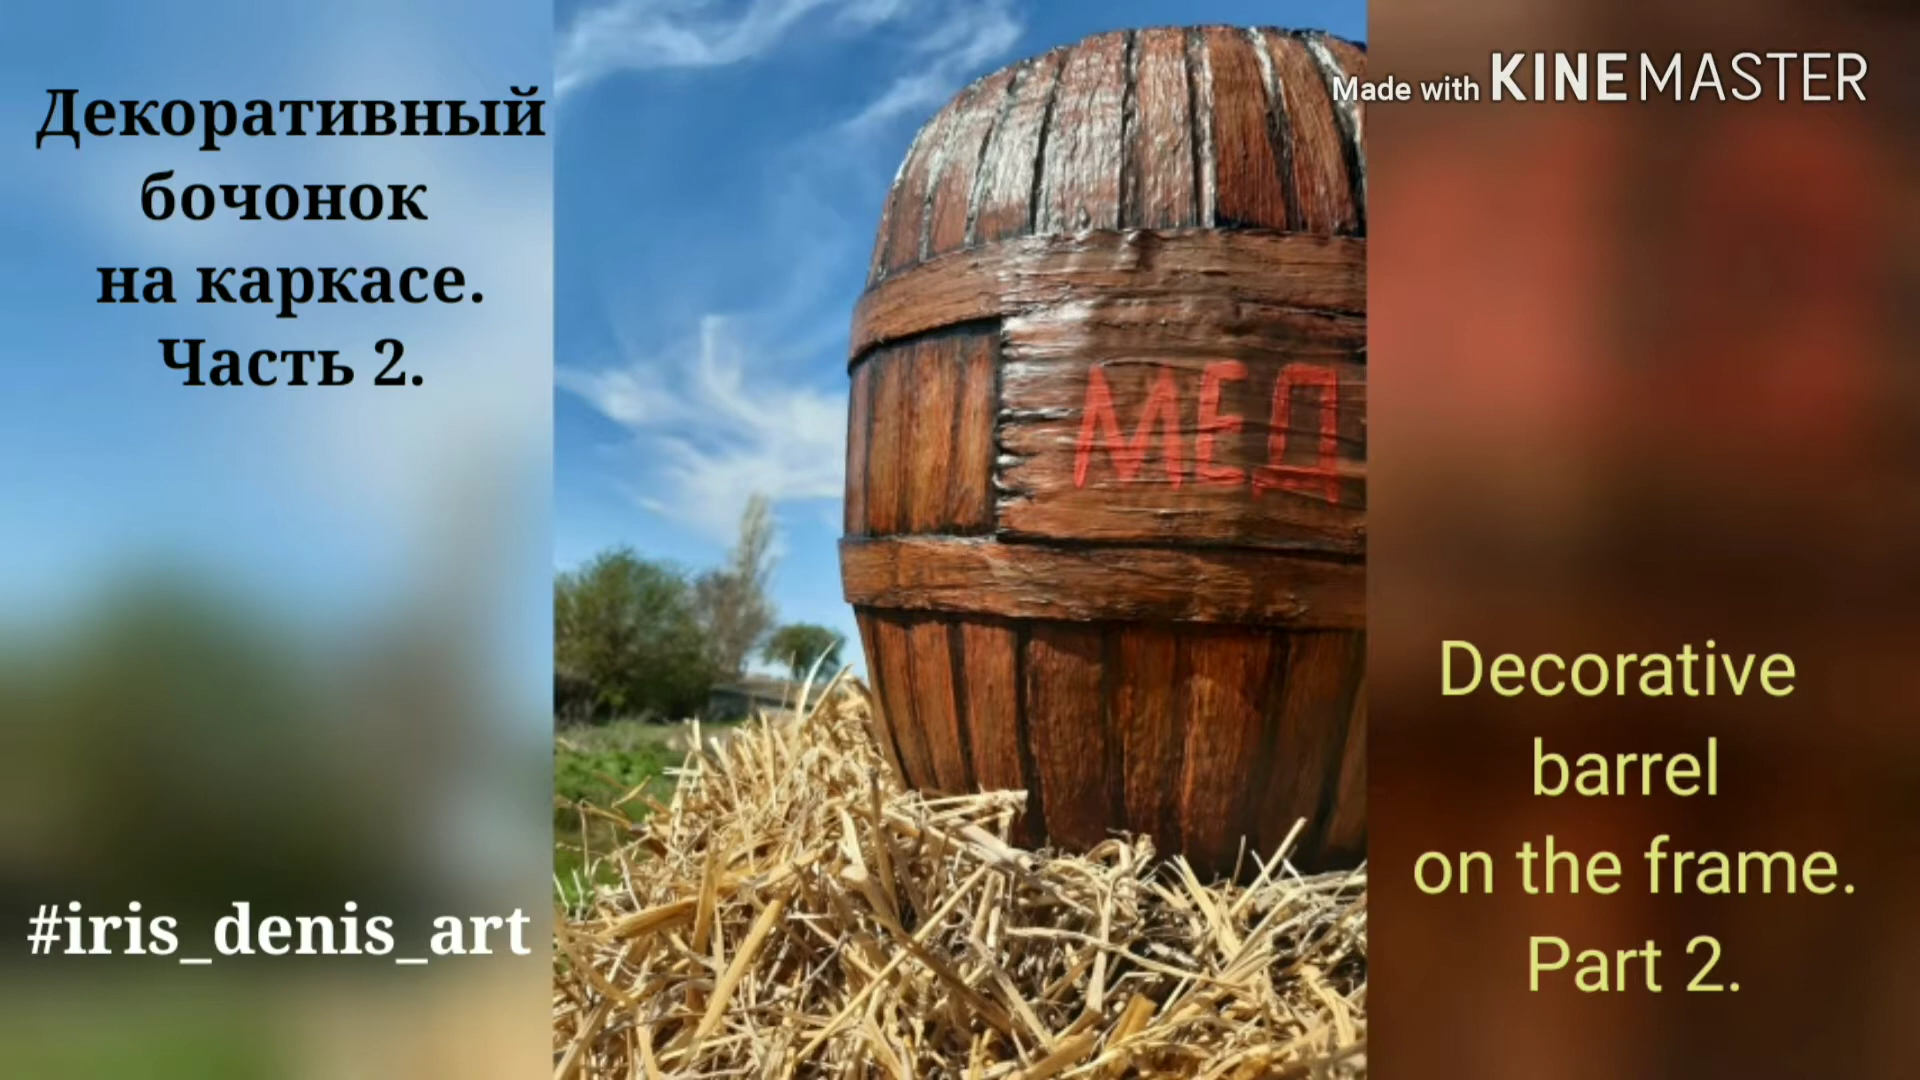 Декоративный
бочонок
на каркасе.
Часть 2.
#iris_denis_art
МЕД
Made with KINEMASTER
Decorative
barrel
on the frame.
Part 2.